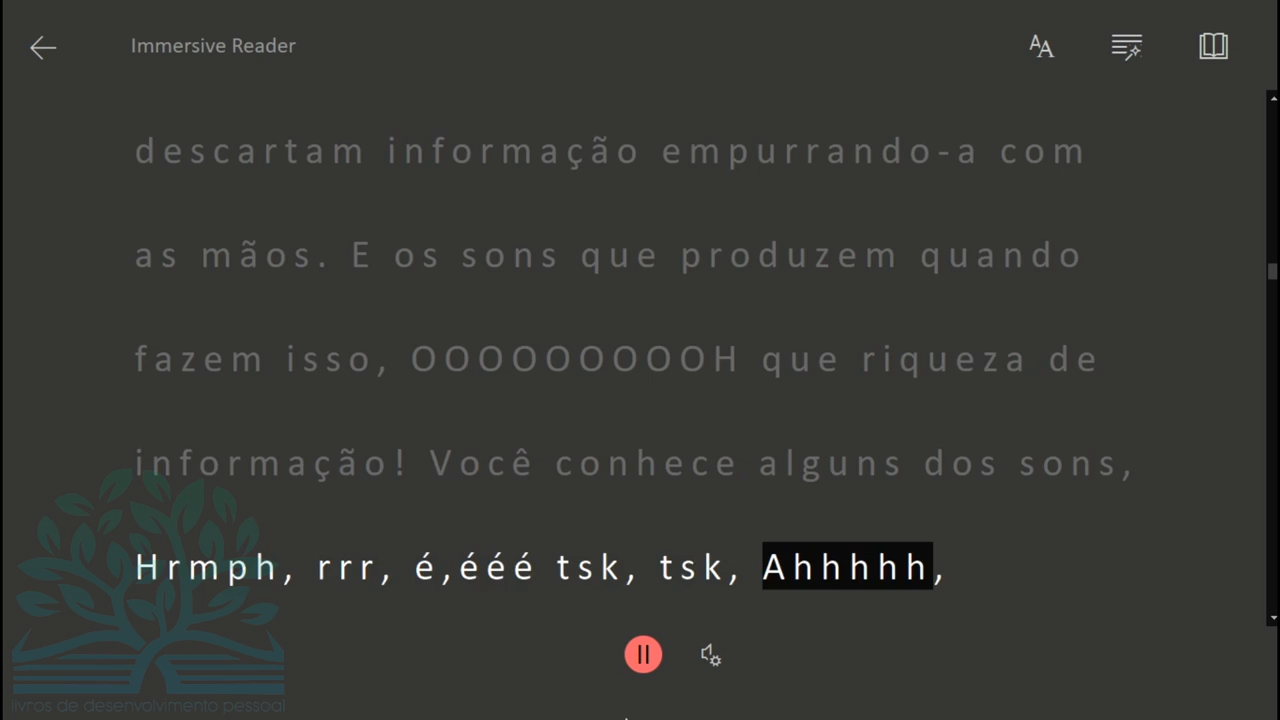 Immersive Reader
descartam informação empurrando-a com
as mãos. E os sons que produzem quando
fazem isso, OOOOOOOOOH que riqueza de
informação! Você conhece alguns dos sons,
Hrmph, rrr, é,ééé tsk, tsk, Ahhhhh,
livros de desenvolvimento pessoal